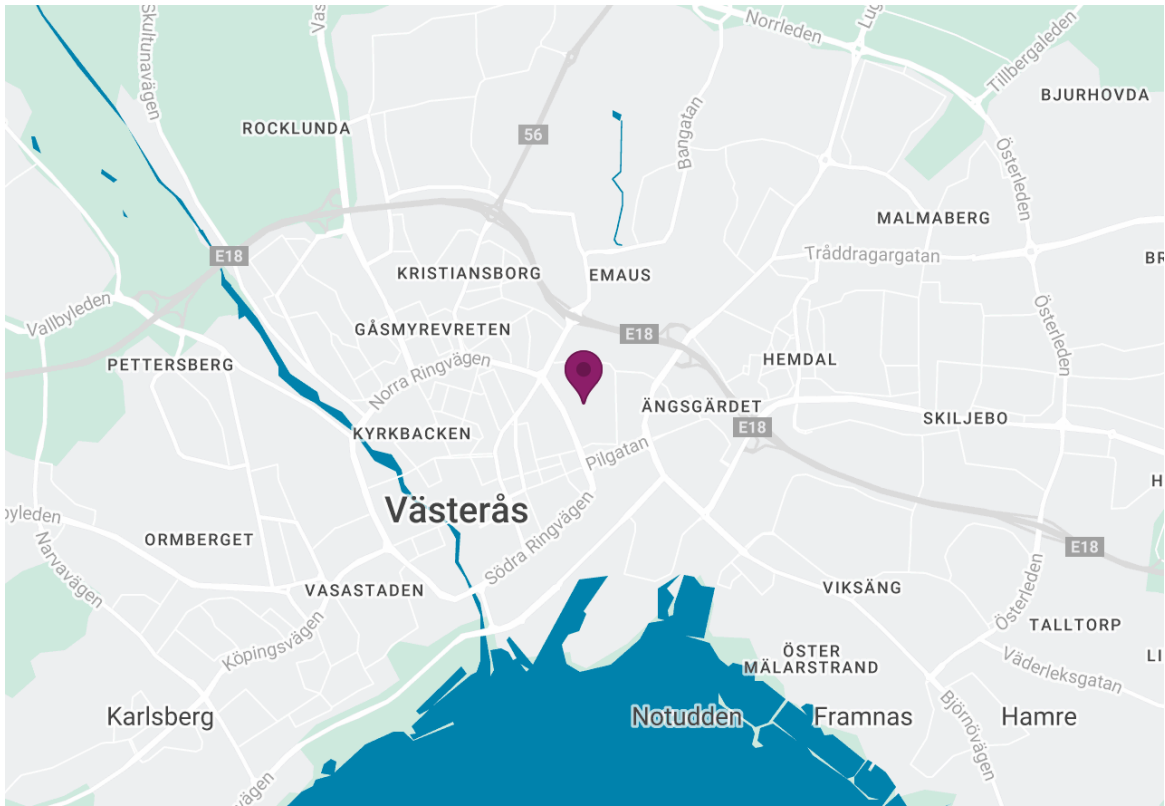 Norrleden
Tillbergaleden
Skultunavägen
BJURHOVDA
ROCKLUNDA
56
Bangatan
Österleden
MALMABERG
E18
Tråddragargatan
KRISTIANSBORG
EMAUS
Vallbyleden
Österleden
GÅSMYREVRETEN
E18
PETTERSBERG
HEMDAL
Norra Ringvägen
ÄNGSGÄRDET
SKILJEBO
E18
KYRKBACKEN
Pilgatan
Västerås
byleden
Södra Ringvägen
ORMBERGET
E18
Narvavägen
VASASTADEN
VIKSÄNG
Österleden
TALLTORP
Köpingsvägen
ÖSTER
MÄLARSTRAND
Väderleksgatan
Karlsberg
Notudden
Framnas
Hamre
Björnövägen
vägen